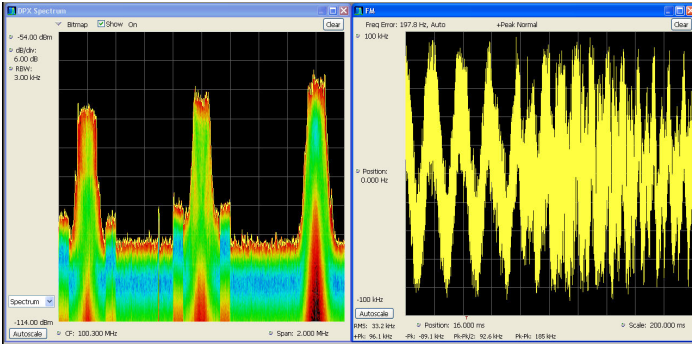 DPX Spectrum
Bitmap Show On Clear
-54.00 dBm
dB/div:
6.00 dB
RBW:
3.00 kHz
Spectrum
-114.00 dBm
Autoscale CF: 100.300 MHz Span: 2.000 MHz
FM
Freq Error: 197.8 Hz, Auto +Peak Normal Clear
100 kHz
Position:
0.000 Hz
-100 kHz
Autoscale Position: 16.000 ms Scale: 200.000 ms
RMS: 33.2 kHz
+Pk: 96.1 kHz -Pk: -89.1 kHz Pk-Pk/2: 92.6 kHz Pk-Pk: 185 kHz